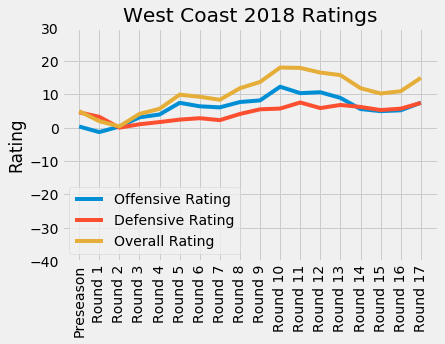 West Coast 2018 Ratings
Rating
30
20
10
0
−10
−20
−30
−40
Offensive Rating
Defensive Rating
Overall Rating
Preseason
Round 1
Round 2
Round 3
Round 4
Round 5
Round 6
Round 7
Round 8
Round 9
Round 10
Round 11
Round 12
Round 13
Round 14
Round 15
Round 16
Round 17